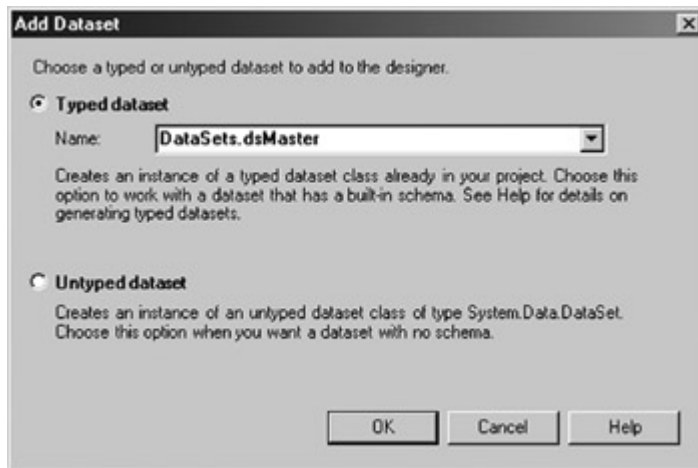 Add Dataset
Choose a typed or untyped dataset to add to the designer.
Typed dataset
Name: DataSets.dsMaster
Creates an instance of a typed dataset class already in your project. Choose this
option to work with a dataset that has a built-in schema. See Help for details on
generating typed datasets.
Untyped dataset
Creates an instance of an untyped dataset class of type System.Data.DataSet.
Choose this option when you want a dataset with no schema.
OK Cancel Help